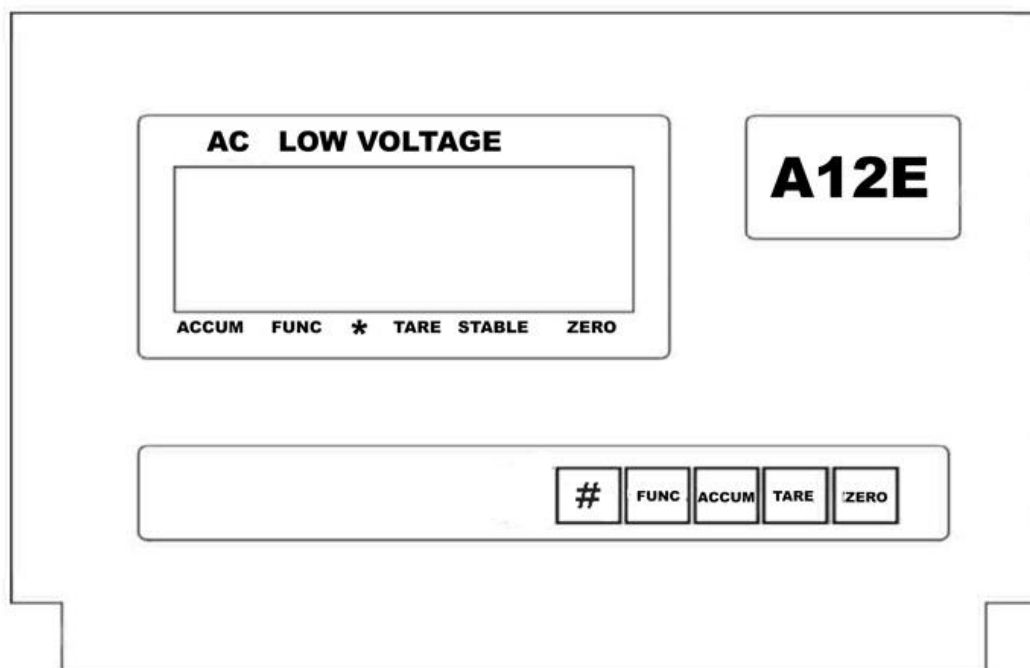 AC LOW VOLTAGE
A12E
ACCUM FUNC * TARE STABLE ZERO
# FUNC ACCUM TARE ZERO